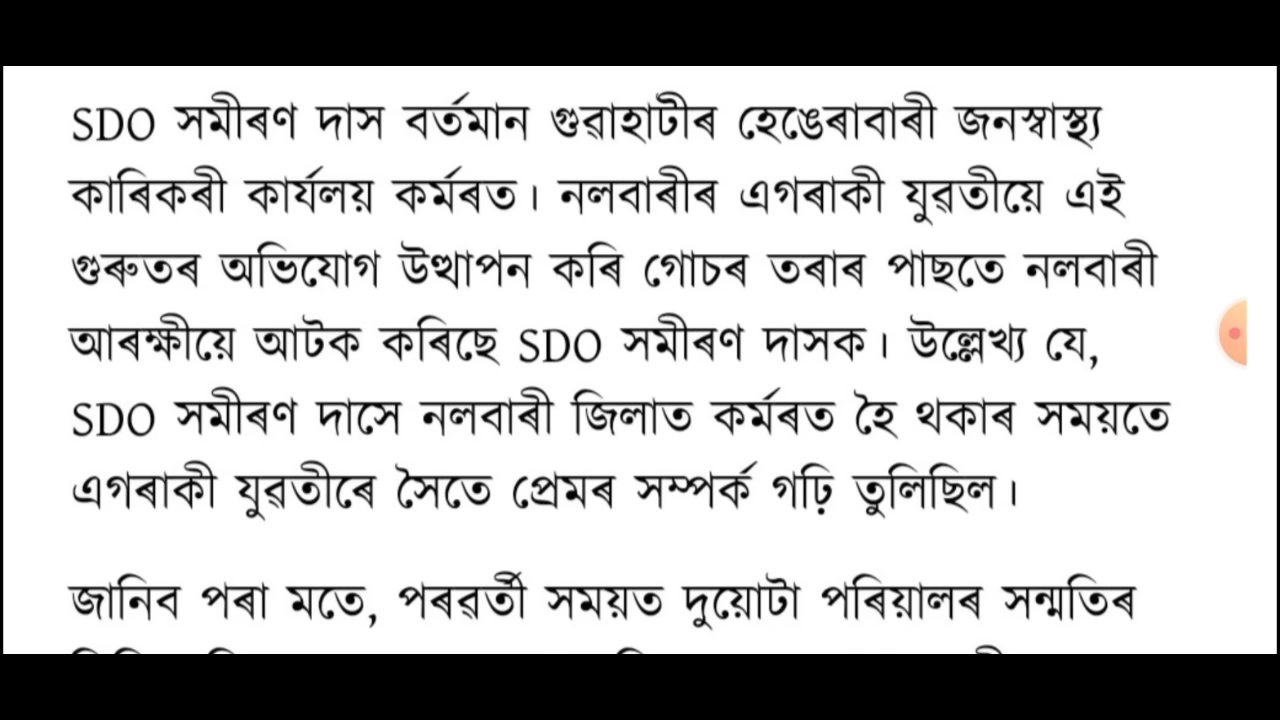 SDO সমীৰণ দাস বৰ্তমান গুৱাহাটীৰ হেঙেৰাবাৰী জনস্বাস্থ্য
কাৰিকৰী কাৰ্যলয় কৰ্মৰত। নলবাৰীৰ এগৰাকী যুৱতীয়ে এই
গুৰুতৰ অভিযোগ উত্থাপন কৰি গোচৰ তৰাৰ পাছতে নলবাৰী
আৰক্ষীয়ে আটক কৰিছে SDO সমীৰণ দাসক। উল্লেখ্য যে,
SDO সমীৰণ দাসে নলবাৰী জিলাত কৰ্মৰত হৈ থকাৰ সময়তে
এগৰাকী যুৱতীৰে সৈতে প্ৰেমৰ সম্পৰ্ক গঢ়ি তুলিছিল।
জানিব পৰা মতে, পৰৱৰ্তী সময়ত দুয়োটা পৰিয়ালৰ সন্মতিৰ